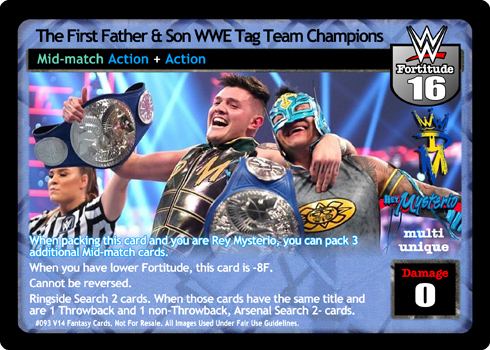 The First Father & Son WWE Tag Team Champions
Mid-match Action + Action
W
Fortitude
16
Rey Mysterio
multi
unique
When packing this card and you are Rey Mysterio, you can pack 3
additional Mid-match cards.
When you have lower Fortitude, this card is -8F.
Cannot be reversed.
Ringside Search 2 cards. When those cards have the same title and
are 1 Throwback and 1 non-Throwback, Arsenal Search 2- cards.
#093 V14 Fantasy Cards. Not For Resale. All Images Used Under Fair Use Guidelines.
Damage
0